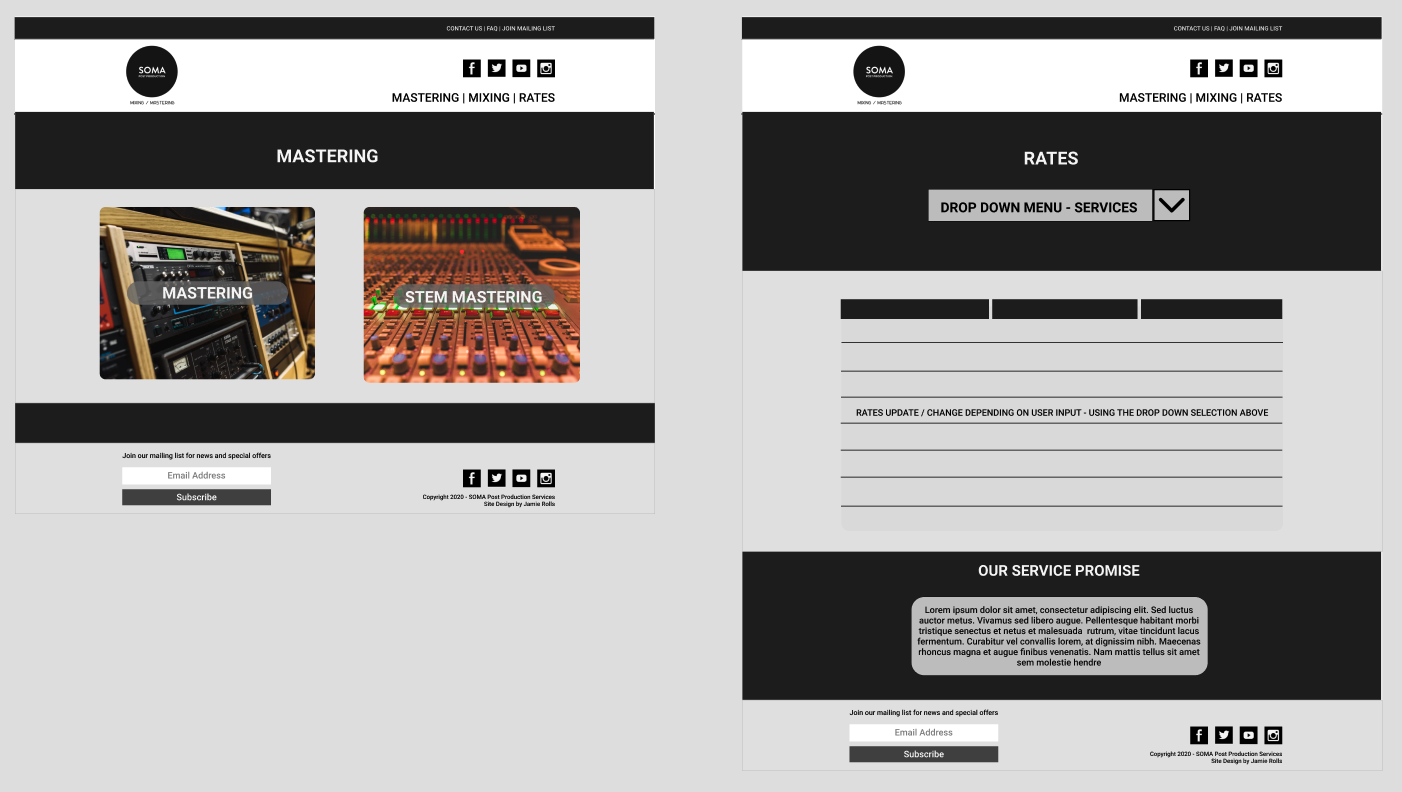 CONTACT US | FAQ | JOIN MAILING LIST
SOMA
POST PRODUCTION
MIXING / MASTERING
MASTERING | MIXING | RATES
MASTERING
MASTERING
STEM MASTERING
Join our mailing list for news and special offers
Email Address
Subscribe
Copyright 2020 - SOMA Post Production Services
Site Design by Jamie Rolls
CONTACT US | FAQ | JOIN MAILING LIST
SOMA
POST PRODUCTION
MIXING / MASTERING
MASTERING | MIXING | RATES
RATES
DROP DOWN MENU - SERVICES
RATES UPDATE / CHANGE DEPENDING ON USER INPUT - USING THE DROP DOWN SELECTION ABOVE
OUR SERVICE PROMISE
Lorem ipsum dolor sit amet, consectetur adipiscing elit. Sed luctus
auctor metus. Vivamus sed libero augue. Pellentesque habitant morbi
tristique senectus et netus et malesuada  rutrum, vitae tincidunt lacus
fermentum. Curabitur vel convallis lorem, at dignissim nibh. Maecenas
rhoncus magna et augue finibus venenatis. Nam mattis tellus sit amet
sem molestie hendre
Join our mailing list for news and special offers
Email Address
Subscribe
Copyright 2020 - SOMA Post Production Services
Site Design by Jamie Rolls